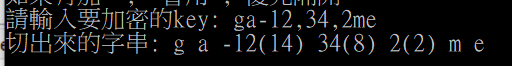 請輸入要加密的key: ga-12,34,2me
切出來的字串: g a -12(14) 34(8) 2(2) m e